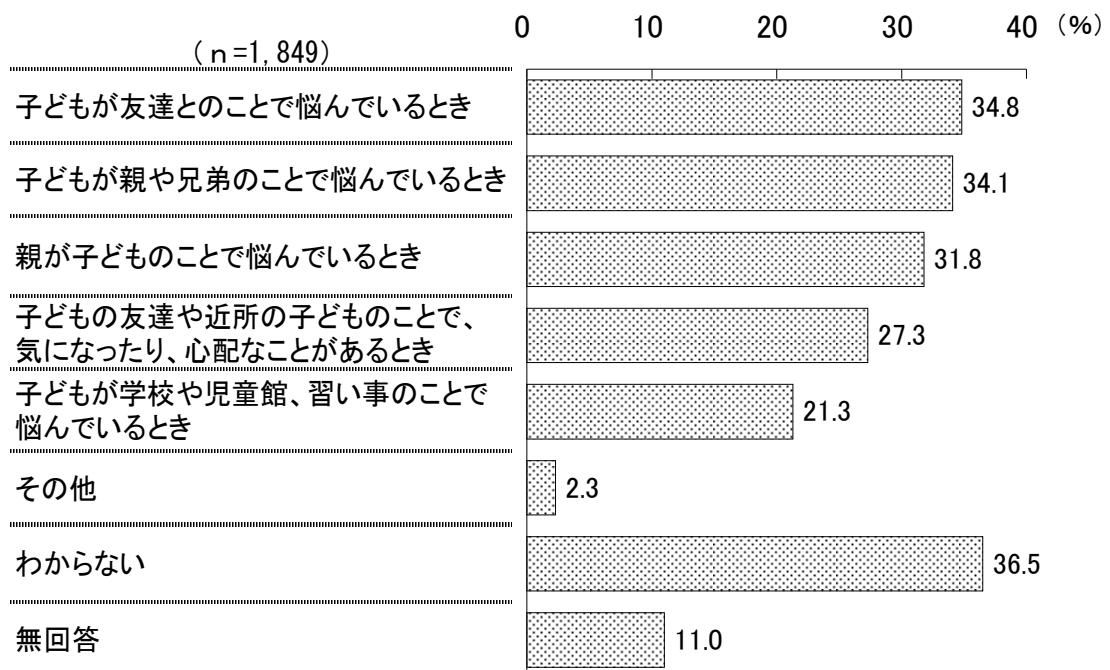 0 10 20 30 40 (%)
(n=1,849)
子どもが友達とのことで悩んでいるとき 34.8
子どもが親や兄弟のことで悩んでいるとき 34.1
親が子どものことで悩んでいるとき 31.8
子どもの友達や近所の子どものことで、
気になったり、心配なことがあるとき 27.3
子どもが学校や児童館、習い事のことで
悩んでいるとき 21.3
その他 2.3
わからない 36.5
無回答 11.0